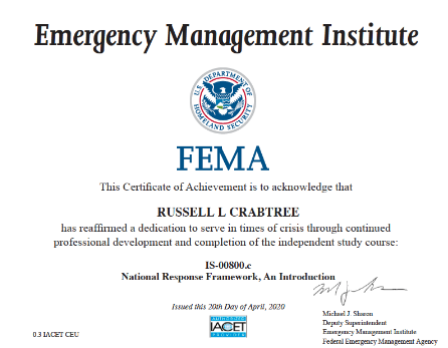 Emergency Management Institute
U.S. DEPARTMENT OF
HOMELAND SECURITY
FEMA
This Certificate of Achievement is to acknowledge that
RUSSELL L CRABTREE
has reaffirmed a dedication to serve in times of crisis through continued
professional development and completion of the independent study course:
IS-00800.c
National Response Framework, An Introduction
Issued this 20th Day of April, 2020
IACET
Michael J. Sharon
Deputy Superintendent
Emergency Management Institute
Federal Emergency Management Agency
0.3 IACET CEU